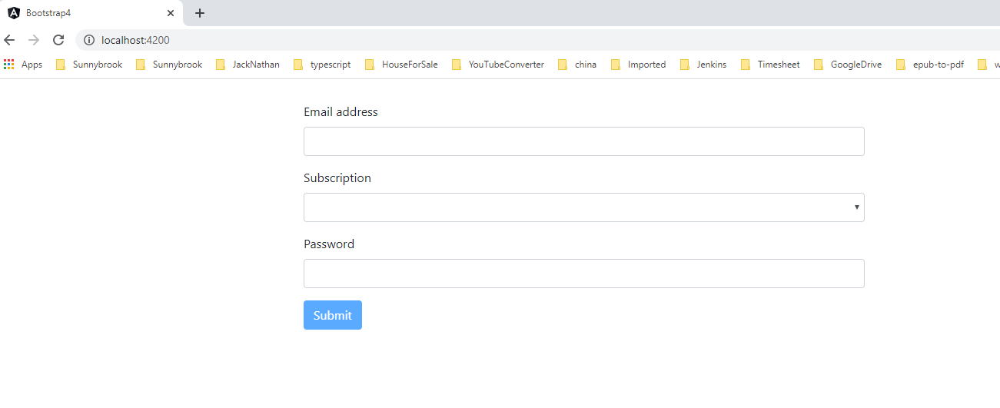 Bootstrap4
localhost:4200
Apps Sunnybrook Sunnybrook JackNathan typescript HouseForSale YouTubeConverter china Imported Jenkins Timesheet GoogleDrive epub-to-pdf w
Email address
Subscription
Password
Submit